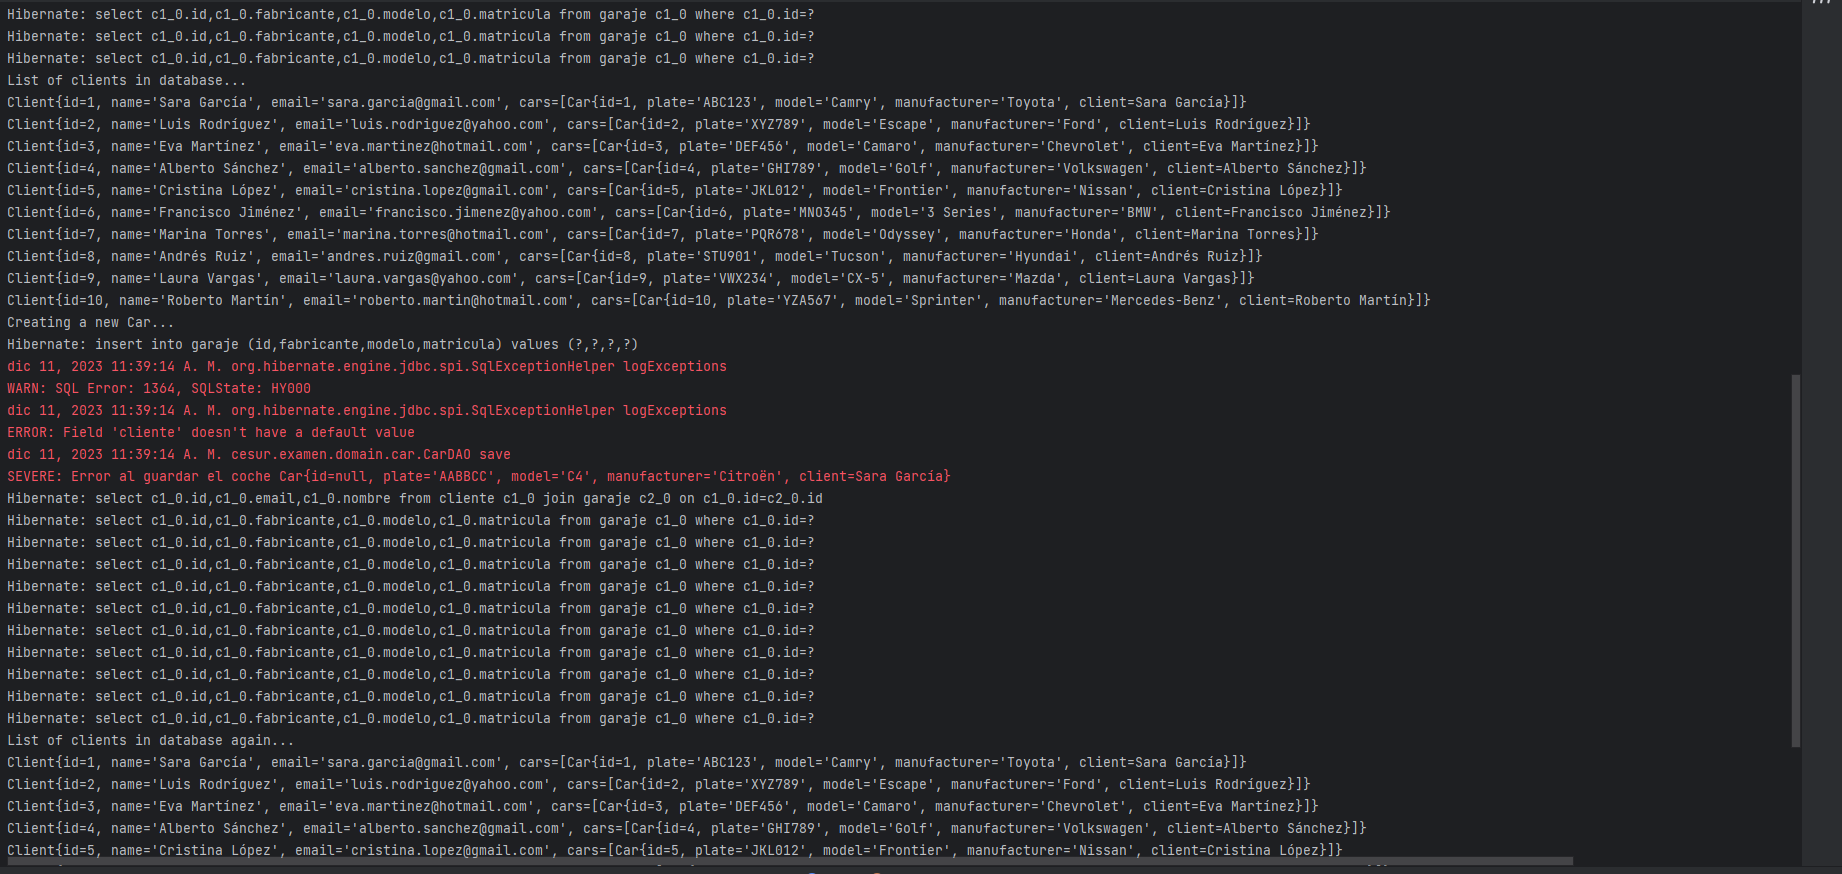 Hibernate: select c1_0.id,c1_0.fabricante,c1_0.modelo,c1_0.matricula from garaje c1_0 where c1_0.id=?
Hibernate: select c1_0.id,c1_0.fabricante,c1_0.modelo,c1_0.matricula from garaje c1_0 where c1_0.id=?
Hibernate: select c1_0.id,c1_0.fabricante,c1_0.modelo,c1_0.matricula from garaje c1_0 where c1_0.id=?
List of clients in database...
Client{id=1, name='Sara García', email='sara.garcia@gmail.com', cars=[Car{id=1, plate='ABC123', model='Camry', manufacturer='Toyota', client=Sara García}]}
Client{id=2, name='Luis Rodríguez', email='luis.rodriguez@yahoo.com', cars=[Car{id=2, plate='XYZ789', model='Escape', manufacturer='Ford', client=Luis Rodríguez}]}
Client{id=3, name='Eva Martínez', email='eva.martinez@hotmail.com', cars=[Car{id=3, plate='DEF456', model='Camaro', manufacturer='Chevrolet', client=Eva Martínez}]}
Client{id=4, name='Alberto Sánchez', email='alberto.sanchez@gmail.com', cars=[Car{id=4, plate='GHI789', model='Golf', manufacturer='Volkswagen', client=Alberto Sánchez}]}
Client{id=5, name='Cristina López', email='cristina.lopez@gmail.com', cars=[Car{id=5, plate='JKL012', model='Frontier', manufacturer='Nissan', client=Cristina López}]}
Client{id=6, name='Francisco Jiménez', email='francisco.jimenez@yahoo.com', cars=[Car{id=6, plate='MNO345', model='3 Series', manufacturer='BMW', client=Francisco Jiménez}]}
Client{id=7, name='Marina Torres', email='marina.torres@hotmail.com', cars=[Car{id=7, plate='PQR678', model='Odyssey', manufacturer='Honda', client=Marina Torres}]}
Client{id=8, name='Andrés Ruiz', email='andres.ruiz@gmail.com', cars=[Car{id=8, plate='STU901', model='Tucson', manufacturer='Hyundai', client=Andrés Ruiz}]}
Client{id=9, name='Laura Vargas', email='laura.vargas@yahoo.com', cars=[Car{id=9, plate='VWX234', model='CX-5', manufacturer='Mazda', client=Laura Vargas}]}
Client{id=10, name='Roberto Martín', email='roberto.martin@hotmail.com', cars=[Car{id=10, plate='YZA567', model='Sprinter', manufacturer='Mercedes-Benz', client=Roberto Martín}]}
Creating a new Car...
Hibernate: insert into garaje (id,fabricante,modelo,matricula) values (?,?,?,?)
dic 11, 2023 11:39:14 A. M. org.hibernate.engine.jdbc.spi.SqlExceptionHelper logExceptions
WARN: SQL Error: 1364, SQLState: HY000
dic 11, 2023 11:39:14 A. M. org.hibernate.engine.jdbc.spi.SqlExceptionHelper logExceptions
ERROR: Field 'cliente' doesn't have a default value
dic 11, 2023 11:39:14 A. M. cesur.examen.domain.car.CarDAO save
SEVERE: Error al guardar el coche Car{id=null, plate='AABBCC', model='C4', manufacturer='Citroën', client=Sara García}
Hibernate: select c1_0.id,c1_0.email,c1_0.nombre from cliente c1_0 join garaje c2_0 on c1_0.id=c2_0.id
Hibernate: select c1_0.id,c1_0.fabricante,c1_0.modelo,c1_0.matricula from garaje c1_0 where c1_0.id=?
Hibernate: select c1_0.id,c1_0.fabricante,c1_0.modelo,c1_0.matricula from garaje c1_0 where c1_0.id=?
Hibernate: select c1_0.id,c1_0.fabricante,c1_0.modelo,c1_0.matricula from garaje c1_0 where c1_0.id=?
Hibernate: select c1_0.id,c1_0.fabricante,c1_0.modelo,c1_0.matricula from garaje c1_0 where c1_0.id=?
Hibernate: select c1_0.id,c1_0.fabricante,c1_0.modelo,c1_0.matricula from garaje c1_0 where c1_0.id=?
Hibernate: select c1_0.id,c1_0.fabricante,c1_0.modelo,c1_0.matricula from garaje c1_0 where c1_0.id=?
Hibernate: select c1_0.id,c1_0.fabricante,c1_0.modelo,c1_0.matricula from garaje c1_0 where c1_0.id=?
Hibernate: select c1_0.id,c1_0.fabricante,c1_0.modelo,c1_0.matricula from garaje c1_0 where c1_0.id=?
Hibernate: select c1_0.id,c1_0.fabricante,c1_0.modelo,c1_0.matricula from garaje c1_0 where c1_0.id=?
Hibernate: select c1_0.id,c1_0.fabricante,c1_0.modelo,c1_0.matricula from garaje c1_0 where c1_0.id=?
List of clients in database again...
Client{id=1, name='Sara García', email='sara.garcia@gmail.com', cars=[Car{id=1, plate='ABC123', model='Camry', manufacturer='Toyota', client=Sara García}]}
Client{id=2, name='Luis Rodríguez', email='luis.rodriguez@yahoo.com', cars=[Car{id=2, plate='XYZ789', model='Escape', manufacturer='Ford', client=Luis Rodríguez}]}
Client{id=3, name='Eva Martínez', email='eva.martinez@hotmail.com', cars=[Car{id=3, plate='DEF456', model='Camaro', manufacturer='Chevrolet', client=Eva Martínez}]}
Client{id=4, name='Alberto Sánchez', email='alberto.sanchez@gmail.com', cars=[Car{id=4, plate='GHI789', model='Golf', manufacturer='Volkswagen', client=Alberto Sánchez}]}
Client{id=5, name='Cristina López', email='cristina.lopez@gmail.com', cars=[Car{id=5, plate='JKL012', model='Frontier', manufacturer='Nissan', client=Cristina López}]}